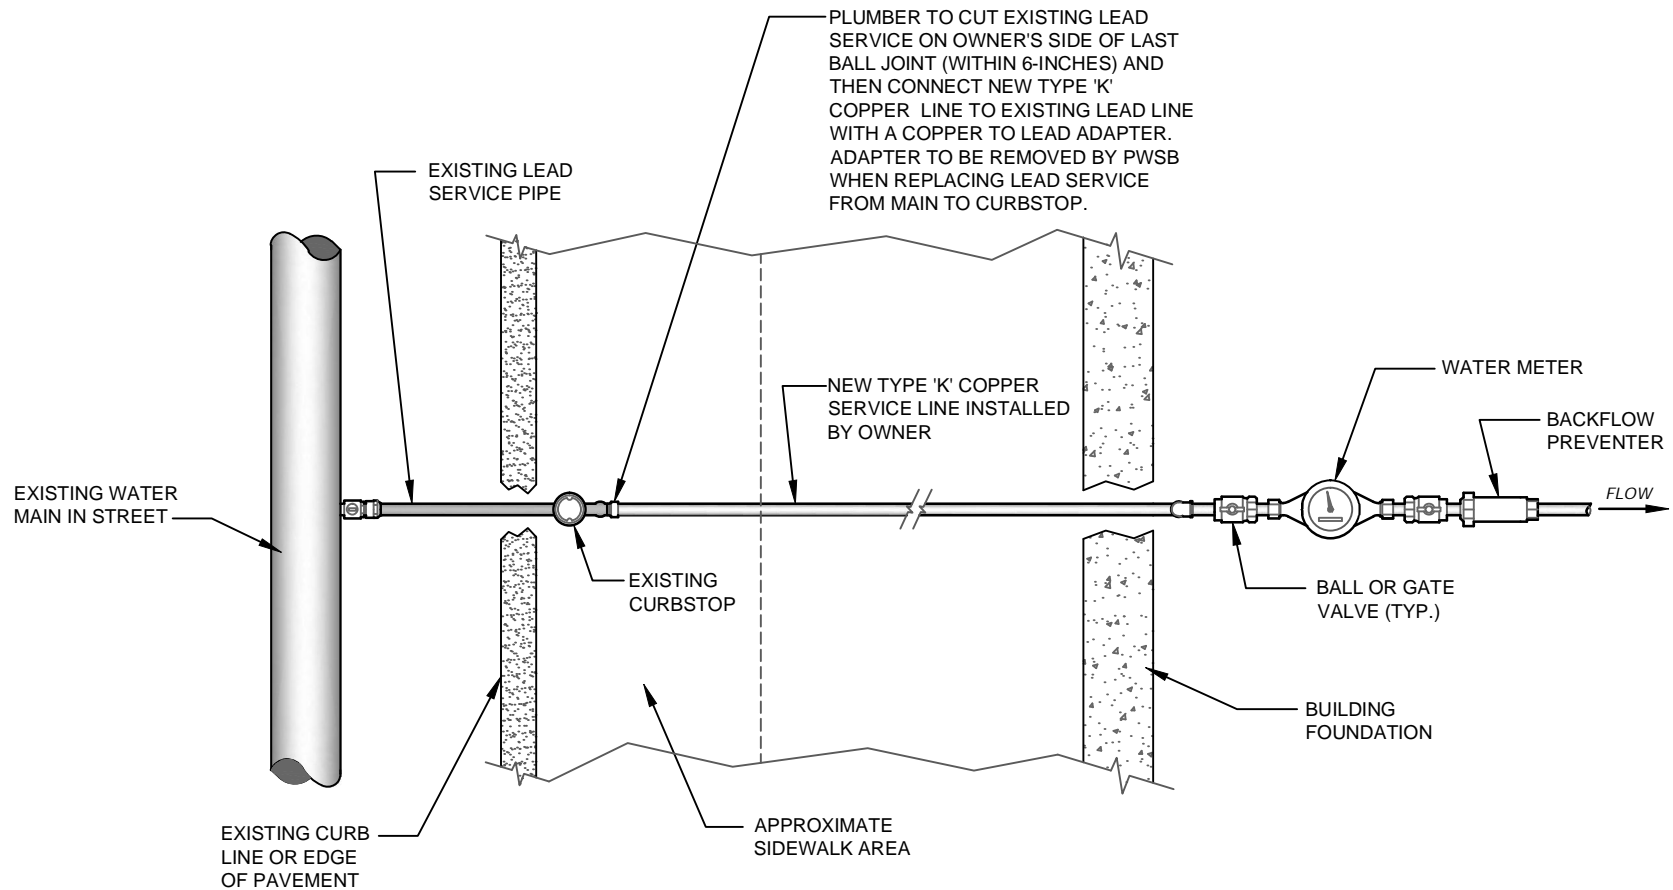 PLUMBER TO CUT EXISTING LEAD
SERVICE ON OWNER'S SIDE OF LAST
BALL JOINT (WITHIN 6-INCHES) AND
THEN CONNECT NEW TYPE 'K'
COPPER LINE TO EXISTING LEAD LINE
WITH A COPPER TO LEAD ADAPTER.
ADAPTER TO BE REMOVED BY PWSB
WHEN REPLACING LEAD SERVICE
FROM MAIN TO CURBSTOP.
EXISTING LEAD
SERVICE PIPE
WATER METER
NEW TYPE 'K' COPPER
SERVICE LINE INSTALLED
BY OWNER
BACKFLOW
PREVENTER
EXISTING WATER
MAIN IN STREET
FLOW
EXISTING
CURBSTOP
BALL OR GATE
VALVE (TYP.)
BUILDING
FOUNDATION
EXISTING CURB
LINE OR EDGE
OF PAVEMENT
APPROXIMATE
SIDEWALK AREA